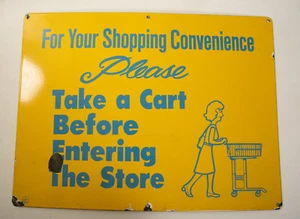 For Your Shopping Convenience
Please
Take a Cart
Before
Entering
The Store